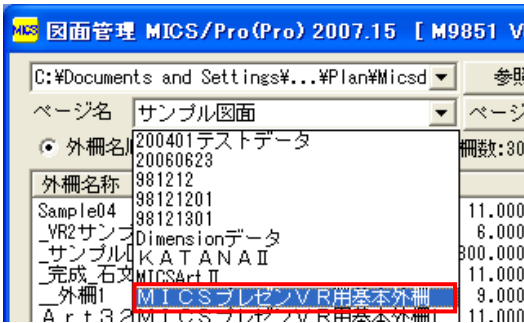 MICS 図面管理 MICS/Pro(Pro) 2007.15 [ M9851 V
C:¥Documents and Settings¥...¥Plan¥Micsd 参照
ページ名 サンプル図面 ページ
外柵名 柵数:30
200401テストデータ
20060623
981212
98121201
98121301
Dimensionデータ
ＫＡＴＡＮＡⅡ
MICSArtⅡ
ＭＩＣＳプレゼンＶＲ用基本外柵
外柵名称
Sample04 11.000
_VR2サンプ 6.000
_サンプル 800.000
_完成_石文 11.000
__外柵1 9.000
Ａｒｔ３２ 11.000